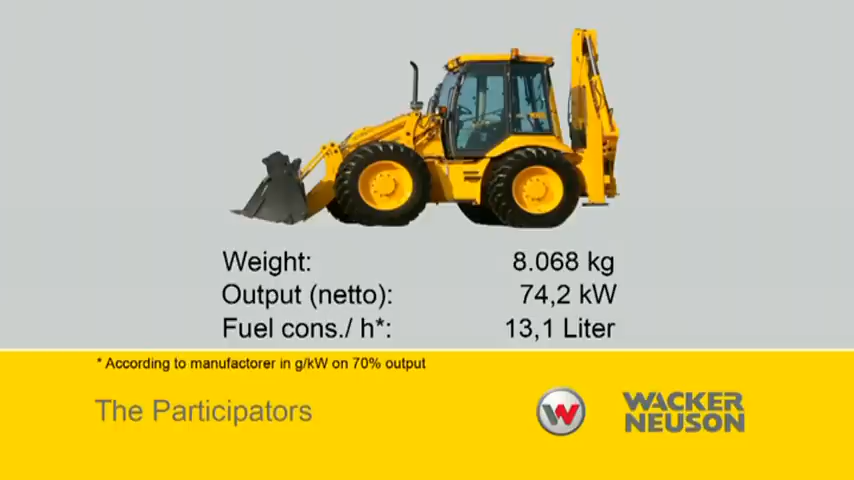 Weight: 8.068 kg
Output (netto): 74,2 kW
Fuel cons./ h*: 13,1 Liter
* According to manufactorer in g/kW on 70% output
The Participators
W WACKER
NEUSON